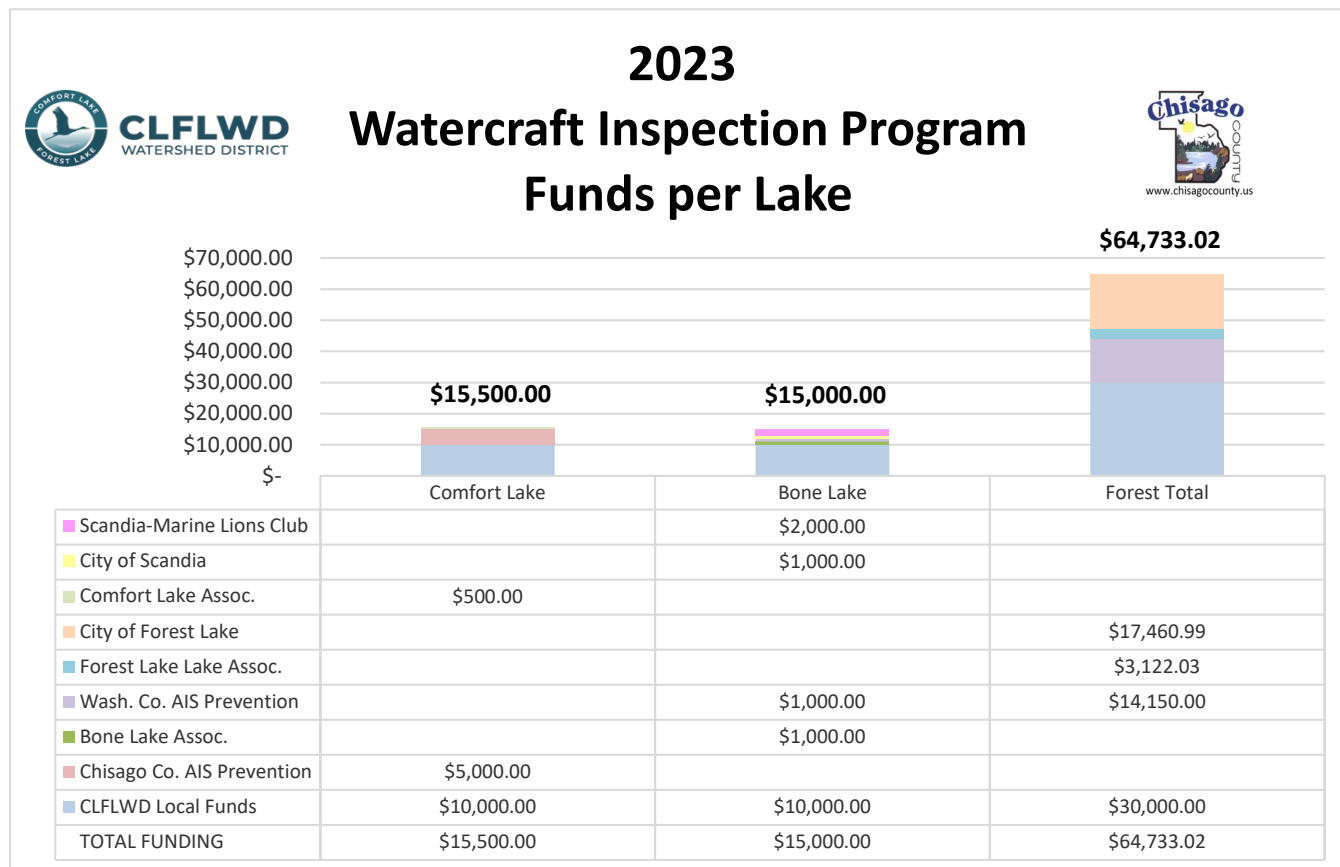 2023
Watercraft Inspection Program
Funds per Lake
COMFORT LAKE
FOREST LAKE
CLFLWD
WATERSHED DISTRICT
Chisago
COUNTY
www.chisagocounty.us
$70,000.00
$60,000.00
$50,000.00
$40,000.00
$30,000.00
$20,000.00
$10,000.00
$-
$15,500.00
$15,000.00
$64,733.02
Comfort Lake Bone Lake Forest Total
Scandia-Marine Lions Club $2,000.00
City of Scandia $1,000.00
Comfort Lake Assoc. $500.00
City of Forest Lake $17,460.99
Forest Lake Lake Assoc. $3,122.03
Wash. Co. AIS Prevention $1,000.00 $14,150.00
Bone Lake Assoc. $1,000.00
Chisago Co. AIS Prevention $5,000.00
CLFLWD Local Funds $10,000.00 $10,000.00 $30,000.00
TOTAL FUNDING $15,500.00 $15,000.00 $64,733.02